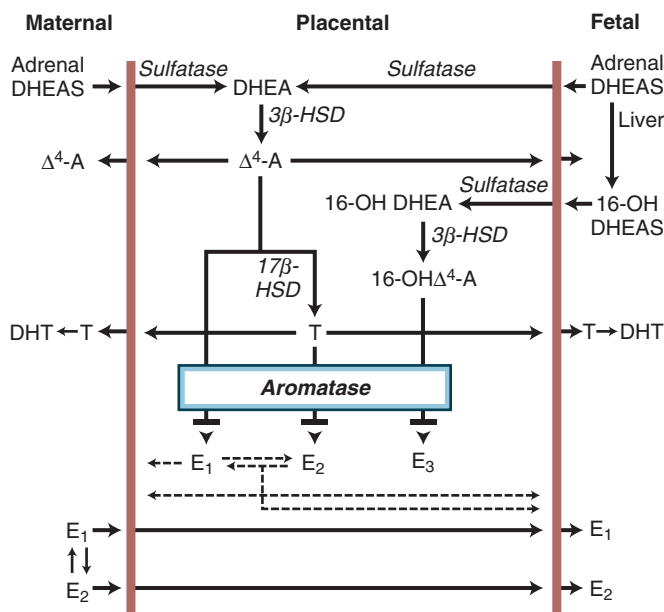 Maternal Placental Fetal
Adrenal DHEAS Sulfatase DHEA Sulfatase Adrenal DHEAS
3β-HSD Liver
Δ⁴-A Δ⁴-A
16-OH DHEA Sulfatase 16-OH DHEAS
3β-HSD
17β-HSD 16-OHΔ⁴-A
DHT T T T DHT
Aromatase
E₁ E₂ E₃
E₁ E₁
E₂ E₂